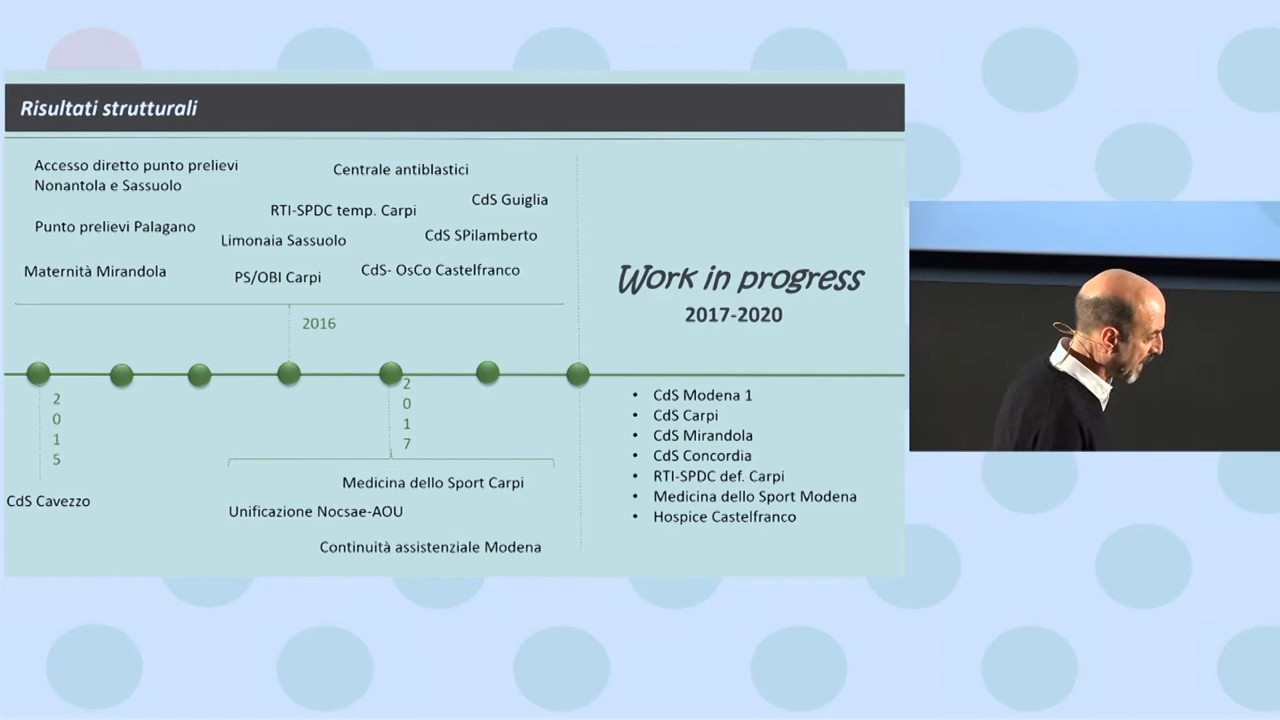 Risultati strutturali
Accesso diretto punto prelievi
Nonantola e Sassuolo
Centrale antiblastici
CdS Guiglia
RTI-SPDC temp. Carpi
Punto prelievi Palagano
Limonaia Sassuolo
CdS SPilamberto
Maternità Mirandola
PS/OBI Carpi
CdS- OsCo Castelfranco
2016
Work in progress
2017-2020
2
0
1
5
2
0
1
7
CdS Cavezzo
Medicina dello Sport Carpi
Unificazione Nocsae-AOU
Continuità assistenziale Modena
• CdS Modena 1
• CdS Carpi
• CdS Mirandola
• CdS Concordia
• RTI-SPDC def. Carpi
• Medicina dello Sport Modena
• Hospice Castelfranco